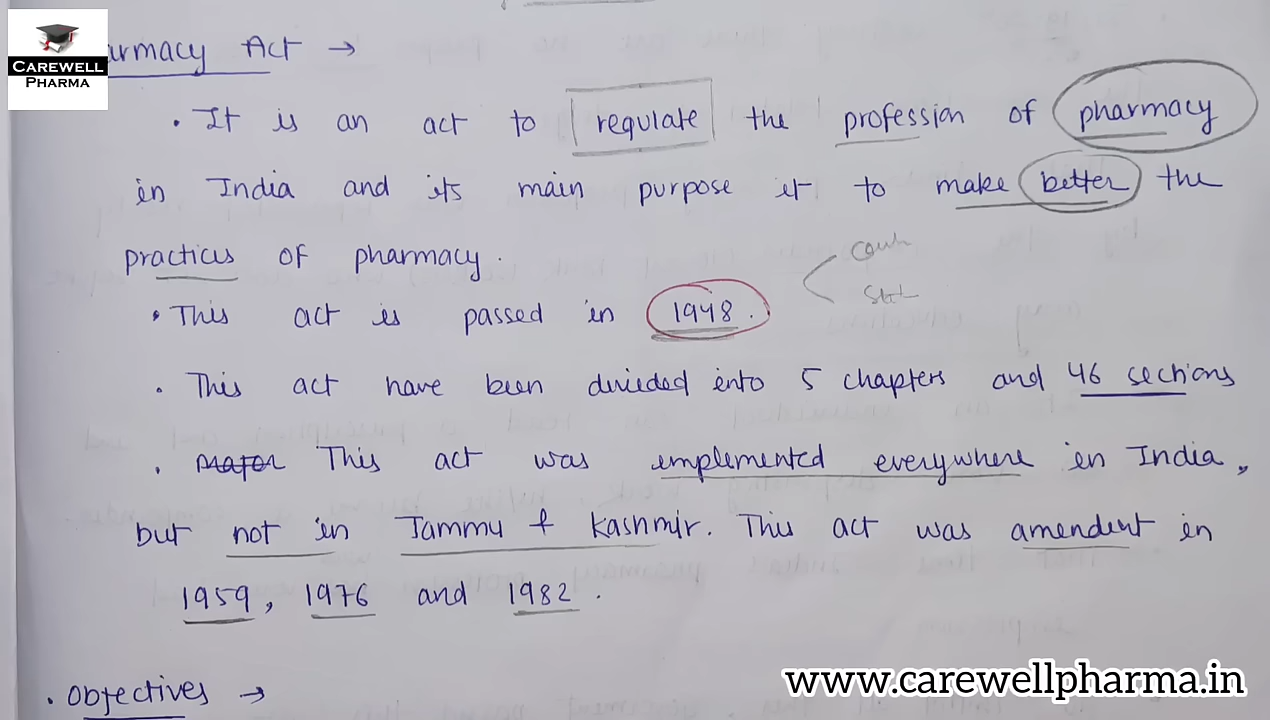 CAREWELL
PHARMA
armacy Act →
• It is an act to regulate the profession of pharmacy
in India and its main purpose it to make better the
practices of pharmacy.
• This act is passed in 1948.
• This act have been divided into 5 chapters and 46 sections
• Major This act was implemented everywhere in India,
but not in Jammu & Kashmir. This act was amendent in
1959, 1976 and 1982.
• Objectives →
www.carewellpharma.in